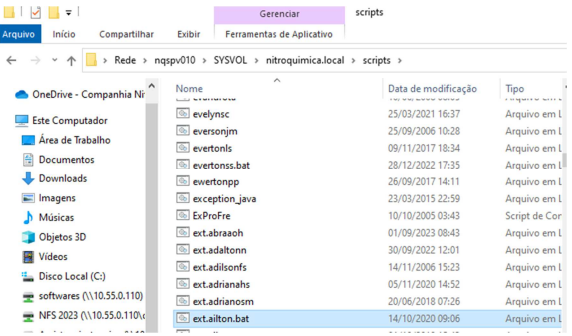 Gerenciar
scripts
Arquivo
Início
Compartilhar
Exibir
Ferramentas de Aplicativo
Rede > nqspv010 > SYSVOL > nitroquimica.local > scripts >
OneDrive - Companhia Ni
Este Computador
Área de Trabalho
Documentos
Downloads
Imagens
Músicas
Objetos 3D
Vídeos
Disco Local (C:)
softwares (\\10.55.0.110)
NFS 2023 (\\10.55.0.110\
Nome Data de modificação Tipo
evelynsc 25/03/2021 16:37 Arquivo em L
eversonjm 25/09/2006 10:28 Arquivo em L
evertonls 09/11/2017 18:34 Arquivo em L
evertonss.bat 28/12/2022 17:35 Arquivo em L
ewertonpp 26/09/2017 14:11 Arquivo em L
exception_java 23/03/2015 22:59 Arquivo em L
ExProFre 10/10/2005 03:43 Script de Con
ext.abraaoh 01/09/2023 08:43 Arquivo em L
ext.adaltonn 30/09/2022 12:01 Arquivo em L
ext.adilsonfs 14/11/2006 15:23 Arquivo em L
ext.adrianahs 05/11/2020 14:52 Arquivo em L
ext.adrianosm 20/06/2018 07:26 Arquivo em L
ext.ailton.bat 14/10/2020 09:06 Arquivo em L